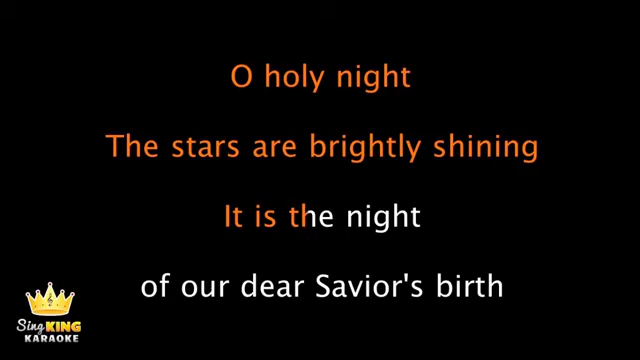 O holy night
The stars are brightly shining
It is the night
of our dear Savior's birth
Sing KING
KARAOKE